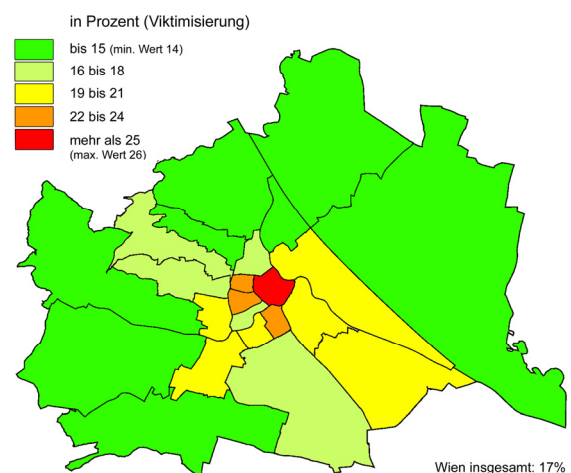 in Prozent (Viktimisierung)
bis 15 (min. Wert 14)
16 bis 18
19 bis 21
22 bis 24
mehr als 25
(max. Wert 26)
Wien insgesamt: 17%